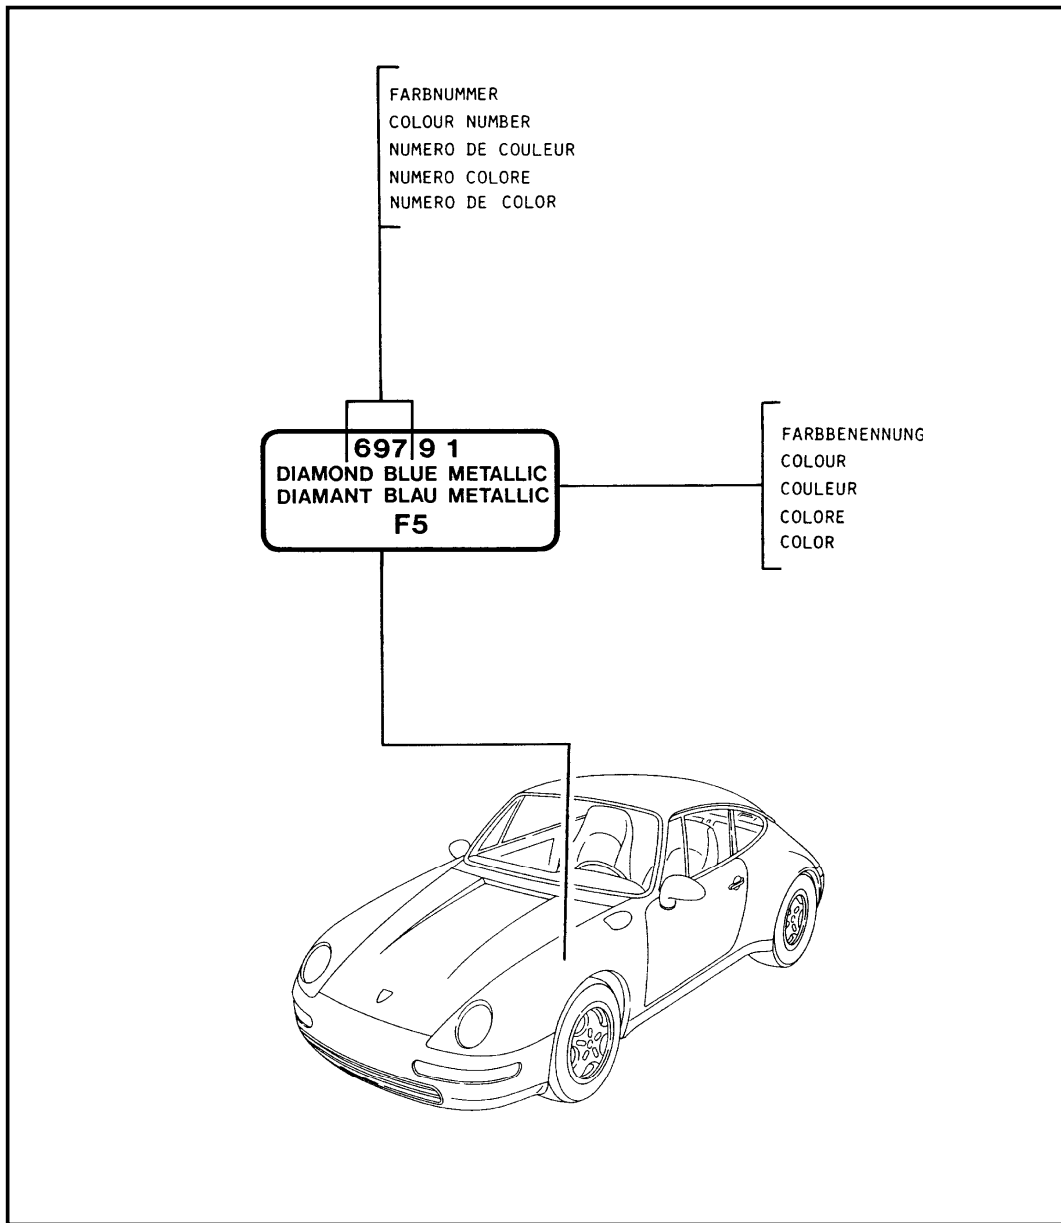 FARBNUMMER
COLOUR NUMBER
NUMERO DE COULEUR
NUMERO COLORE
NUMERO DE COLOR
697 9 1
DIAMOND BLUE METALLIC
DIAMANT BLAU METALLIC
F5
FARBBENENNUNG
COLOUR
COULEUR
COLORE
COLOR